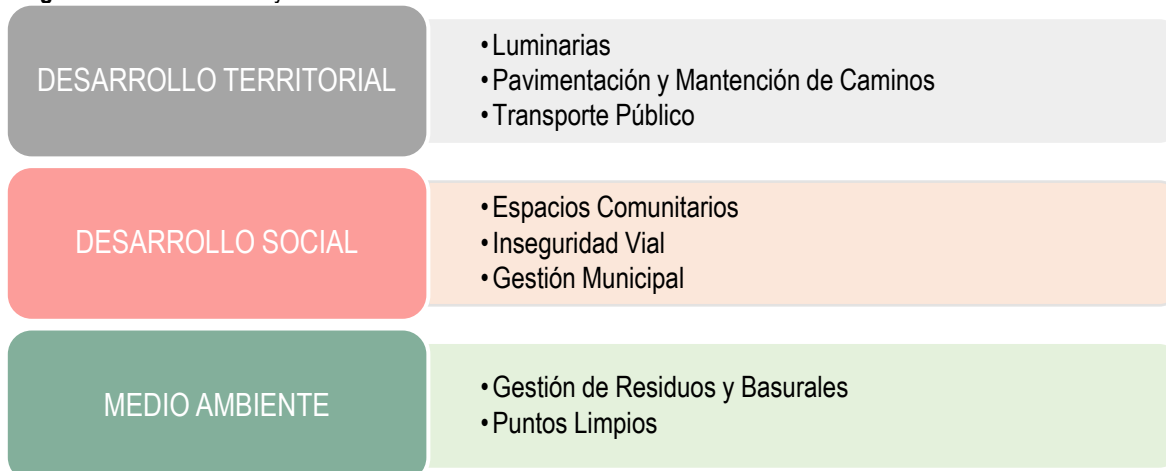 DESARROLLO TERRITORIAL
•Luminarias
•Pavimentación y Mantención de Caminos
•Transporte Público
DESARROLLO SOCIAL
•Espacios Comunitarios
•Inseguridad Vial
•Gestión Municipal
MEDIO AMBIENTE
•Gestión de Residuos y Basurales
•Puntos Limpios